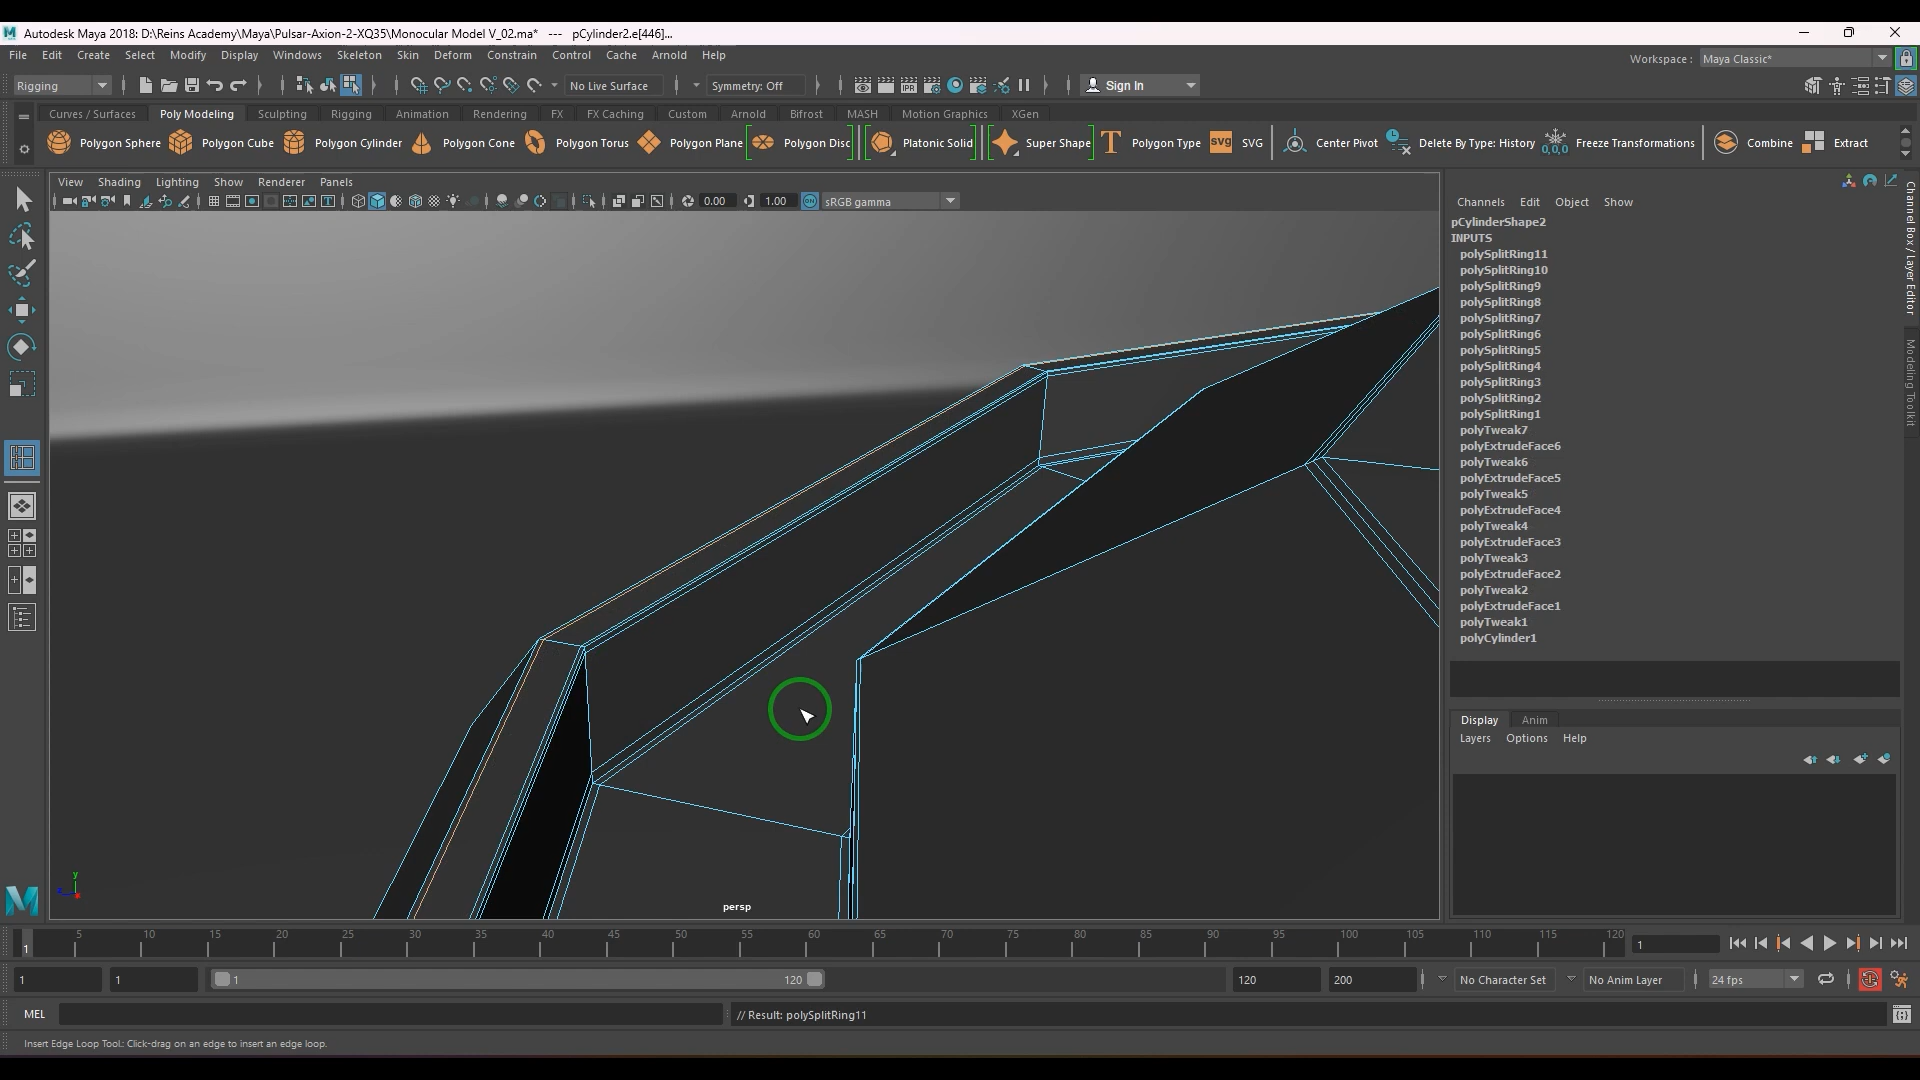 Autodesk Maya 2018: D:\Reins Academy\Maya\Pulsar-Axion-2-XQ35\Monocular Model V_02.ma* --- pCylinder2.e[446]...
File Edit Create Select Modify Display Windows Skeleton Skin Deform Constrain Control Cache Arnold Help
Workspace : Maya Classic*
Rigging No Live Surface Symmetry: Off Sign In
Curves / Surfaces Poly Modeling Sculpting Rigging Animation Rendering FX FX Caching Custom Arnold Bifrost MASH Motion Graphics XGen
Polygon Sphere Polygon Cube Polygon Cylinder Polygon Cone Polygon Torus Polygon Plane Polygon Disc Platonic Solid Super Shape Polygon Type SVG SVG Center Pivot Delete By Type: History 0,0,0 Freeze Transformations Combine Extract
View Shading Lighting Show Renderer Panels
0.00 1.00 sRGB gamma
Channels Edit Object Show
pCylinderShape2
INPUTS
polySplitRing11
polySplitRing10
polySplitRing9
polySplitRing8
polySplitRing7
polySplitRing6
polySplitRing5
polySplitRing4
polySplitRing3
polySplitRing2
polySplitRing1
polyTweak7
polyExtrudeFace6
polyTweak6
polyExtrudeFace5
polyTweak5
polyExtrudeFace4
polyTweak4
polyExtrudeFace3
polyTweak3
polyExtrudeFace2
polyTweak2
polyExtrudeFace1
polyTweak1
polyCylinder1
Channel Box / Layer Editor
Modeling Toolkit
Display Anim
Layers Options Help
y
persp
1 5 10 15 20 25 30 35 40 45 50 55 60 65 70 75 80 85 90 95 100 105 110 115 120 1
1 1 1 120 120 200 No Character Set No Anim Layer 24 fps
MEL // Result: polySplitRing11
Insert Edge Loop Tool: Click-drag on an edge to insert an edge loop.